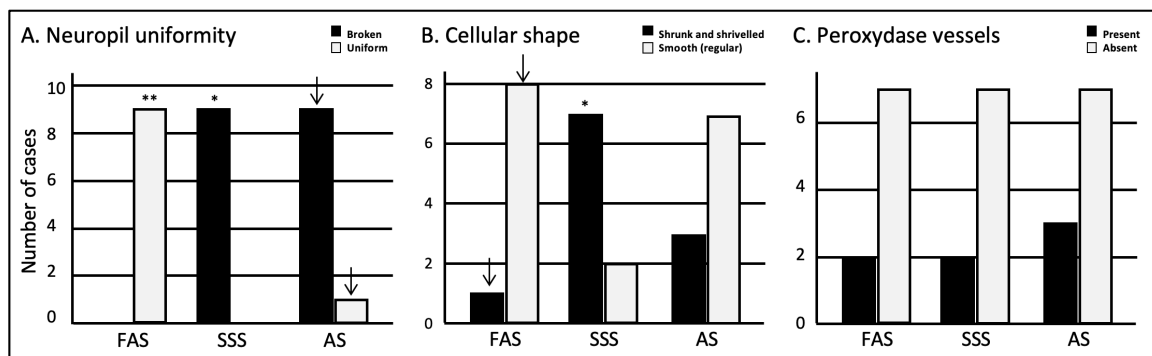 A. Neuropil uniformity
Broken
Uniform
Number of cases
10
8
6
4
2
0
**
*
FAS SSS AS
B. Cellular shape
Shrunk and shrivelled
Smooth (regular)
8
6
4
2
0
*
FAS SSS AS
C. Peroxydase vessels
Present
Absent
6
4
2
0
FAS SSS AS